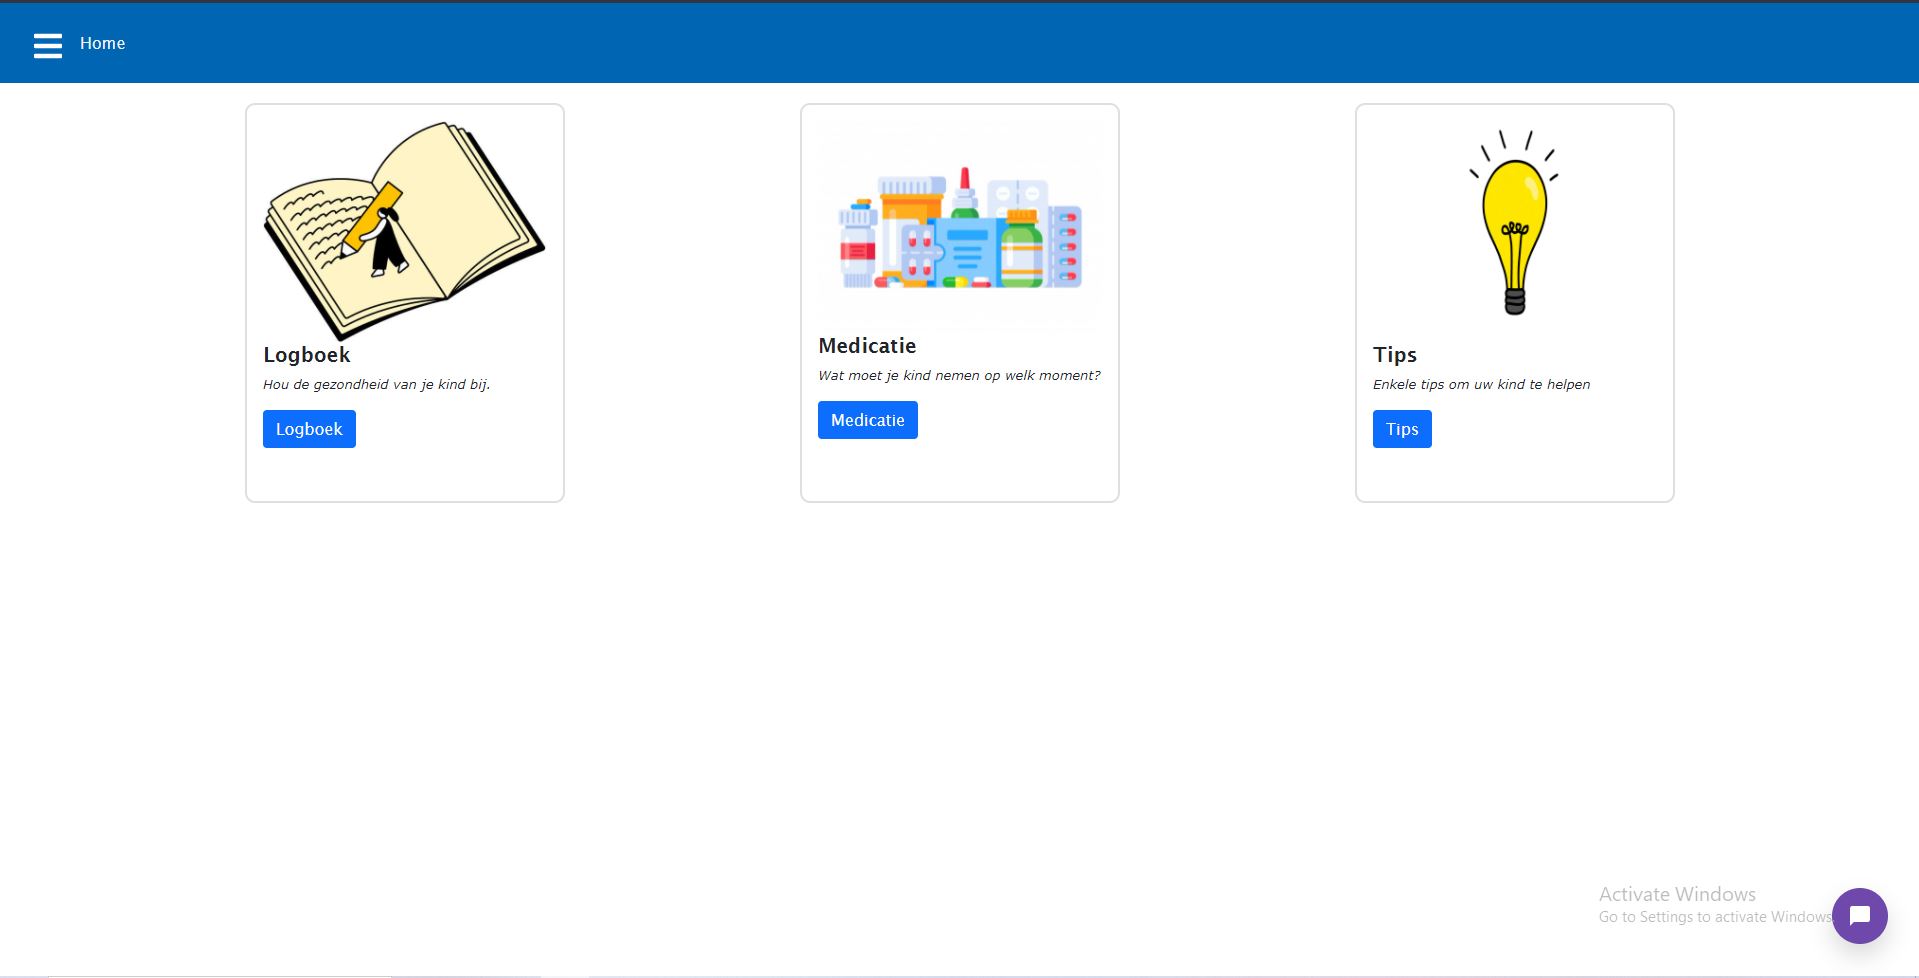 Home
Logboek
Hou de gezondheid van je kind bij.
Logboek
Medicatie
Wat moet je kind nemen op welk moment?
Medicatie
Tips
Enkele tips om uw kind te helpen
Tips
Activate Windows
Go to Settings to activate Windows.